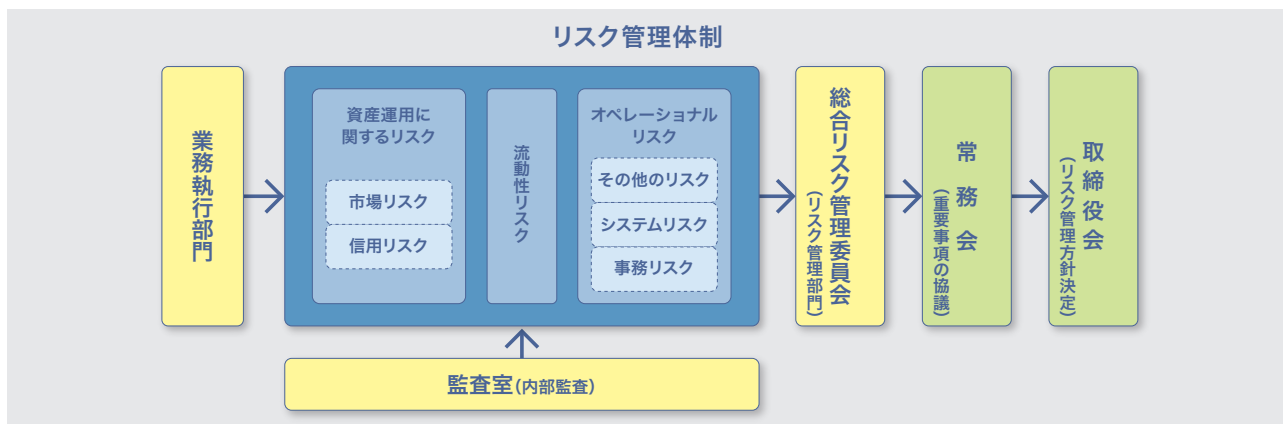 リスク管理体制
業務執行部門
資産運用に
関するリスク
市場リスク
信用リスク
流動性リスク
オペレーショナル
リスク
その他のリスク
システムリスク
事務リスク
総合リスク管理委員会
(リスク管理部門)
常務会
(重要事項の協議)
取締役会
(リスク管理方針決定)
監査室(内部監査)